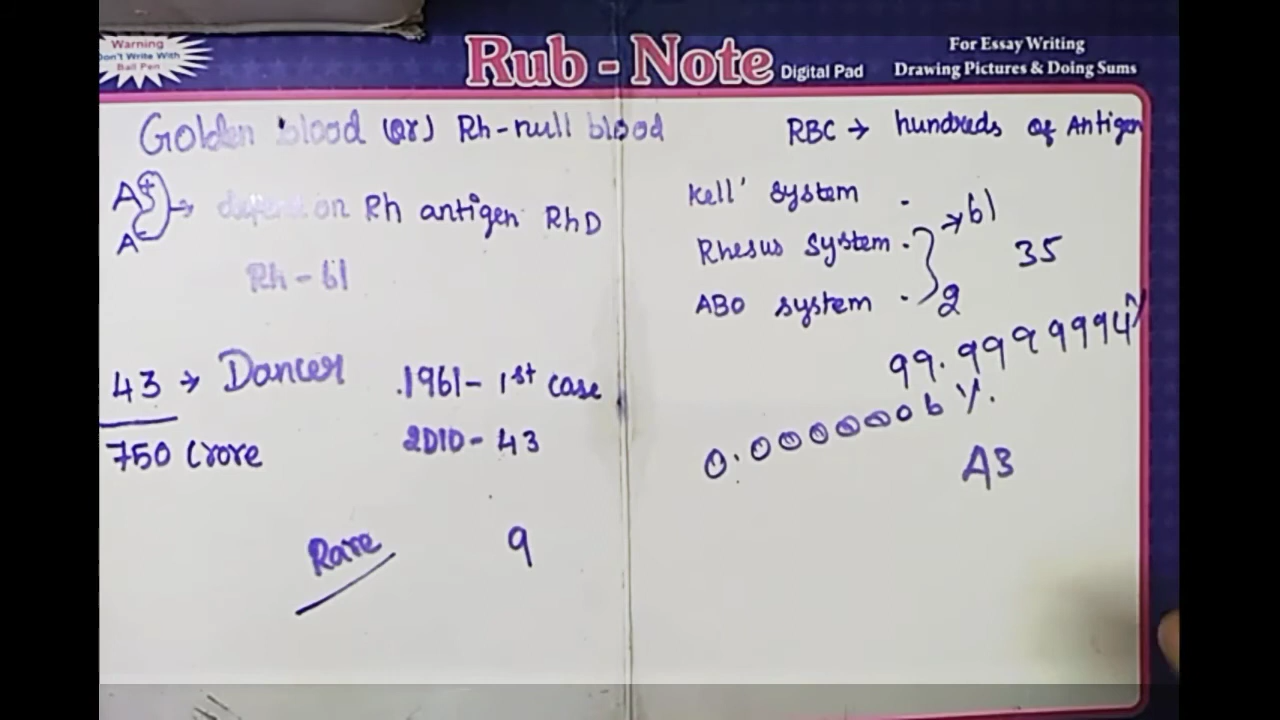 Warning
Don't Write With
Ball Pen
Rub - Note Digital Pad
For Essay Writing
Drawing Pictures & Doing Sums
Golden blood (or) Rh-null blood
A+
A-
→ depend on Rh antigen RhD
Rh - 61
43 → Dancer
750 Crore
.1961 - 1st case
2010 - 43
Rare
9
RBC → hundreds of Antigen
Kell' system .
Rhesus system . → 61
ABO system . 2
35
99.9999994%
0.0000006 %.
A3